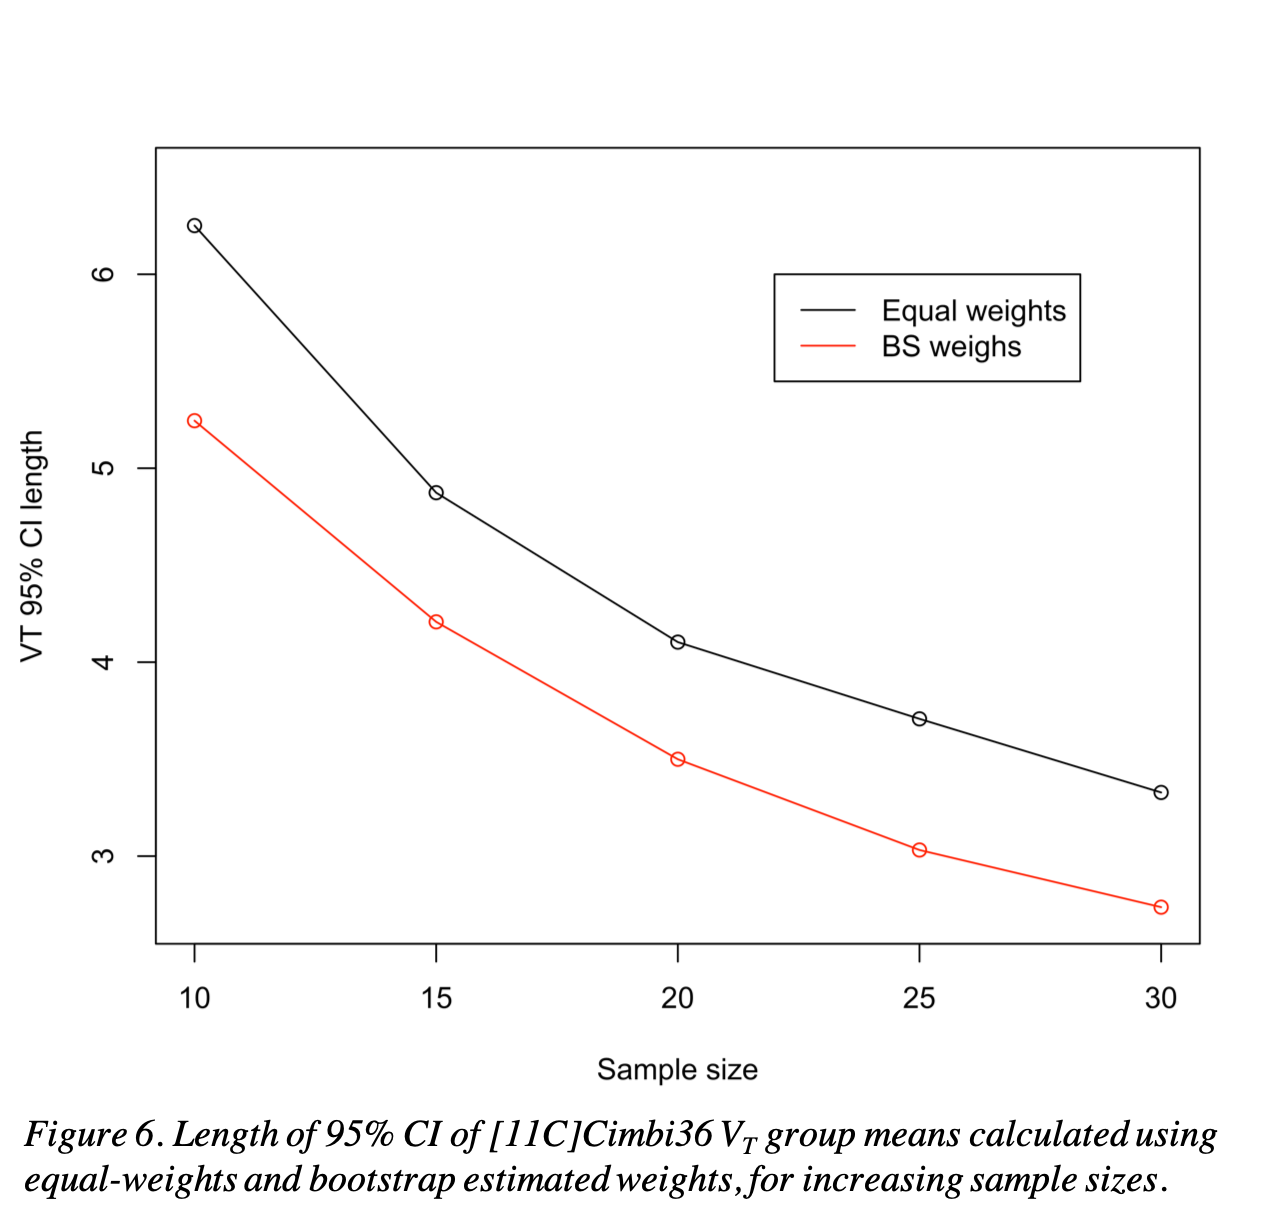 6
5
4
3
VT 95% CI length
Equal weights
BS weighs
10 15 20 25 30
Sample size
Figure 6. Length of 95% CI of [11C]Cimbi36 VT group means calculated using
equal-weights and bootstrap estimated weights, for increasing sample sizes.